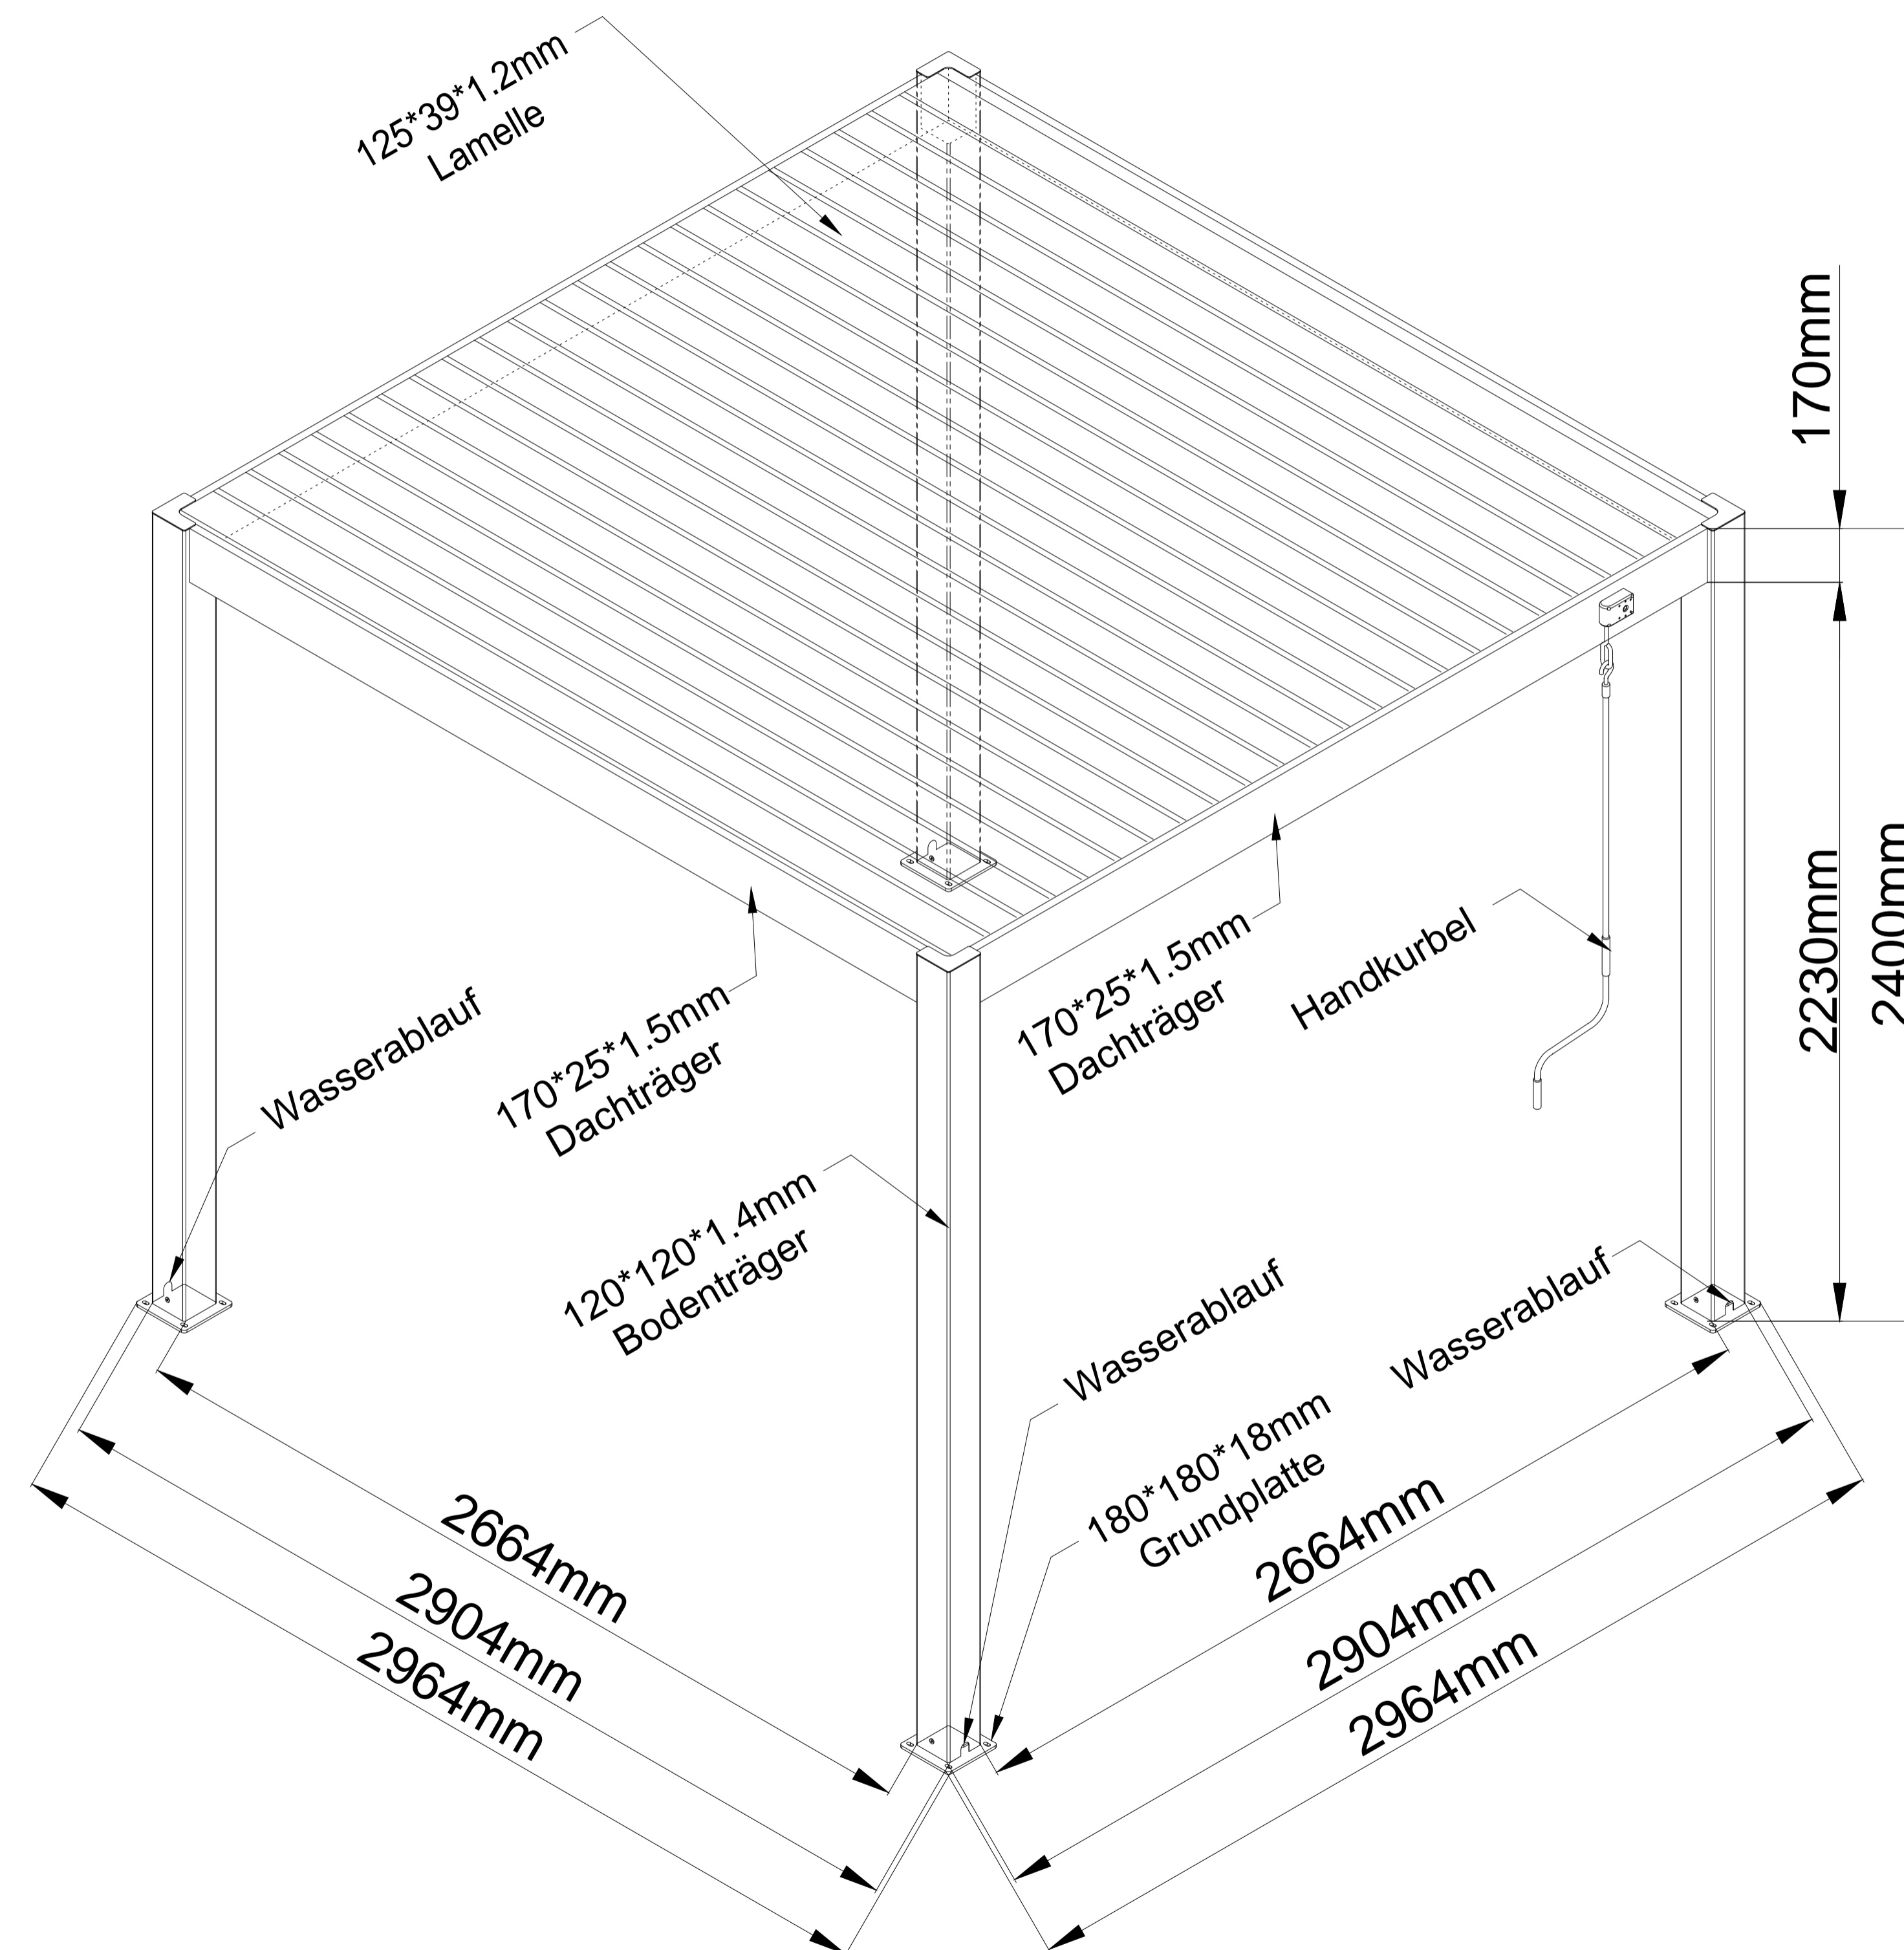 125*39*1.2mm
Lamelle
170mm
2230mm
2400mm
170*25*1.5mm
Dachträger
Handkurbel
Wasserablauf
170*25*1.5mm
Dachträger
120*120*1.4mm
Bodenträger
Wasserablauf
Wasserablauf
180*180*18mm
Grundplatte
2664mm
2904mm
2964mm
2664mm
2904mm
2964mm